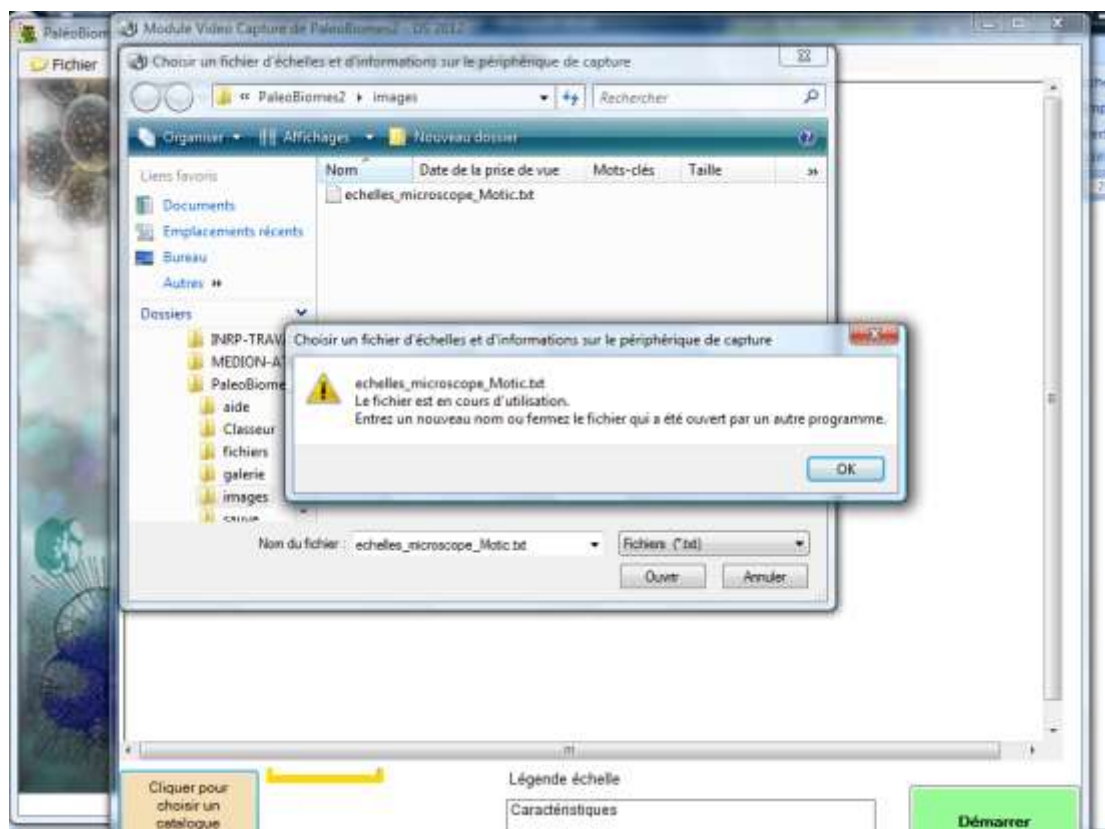 PaléoBiom
Module Video Capture de PaleoBiomes2 - DS 2012
Fichier
Choisir un fichier d'échelles et d'informations sur le périphérique de capture
« PaleoBiomes2 ▸ images
Rechercher
Organiser
Affichages
Nouveau dossier
Liens favoris
Documents
Emplacements récents
Bureau
Autres »
Nom
Date de la prise de vue
Mots-clés
Taille
»
echelles_microscope_Motic.txt
Dossiers
INRP-TRAV
MEDION-A
PaleoBiome
aide
Classeur
fichiers
galerie
images
sauve
Choisir un fichier d'échelles et d'informations sur le périphérique de capture
echelles_microscope_Motic.txt
Le fichier est en cours d'utilisation.
Entrez un nouveau nom ou fermez le fichier qui a été ouvert par un autre programme.
OK
Nom du fichier :
echelles_microscope_Motic.txt
Fichiers (*.txt)
Ouvrir
Annuler
Cliquer pour
choisir un
catalogue
Légende échelle
Caractéristiques
Démarrer